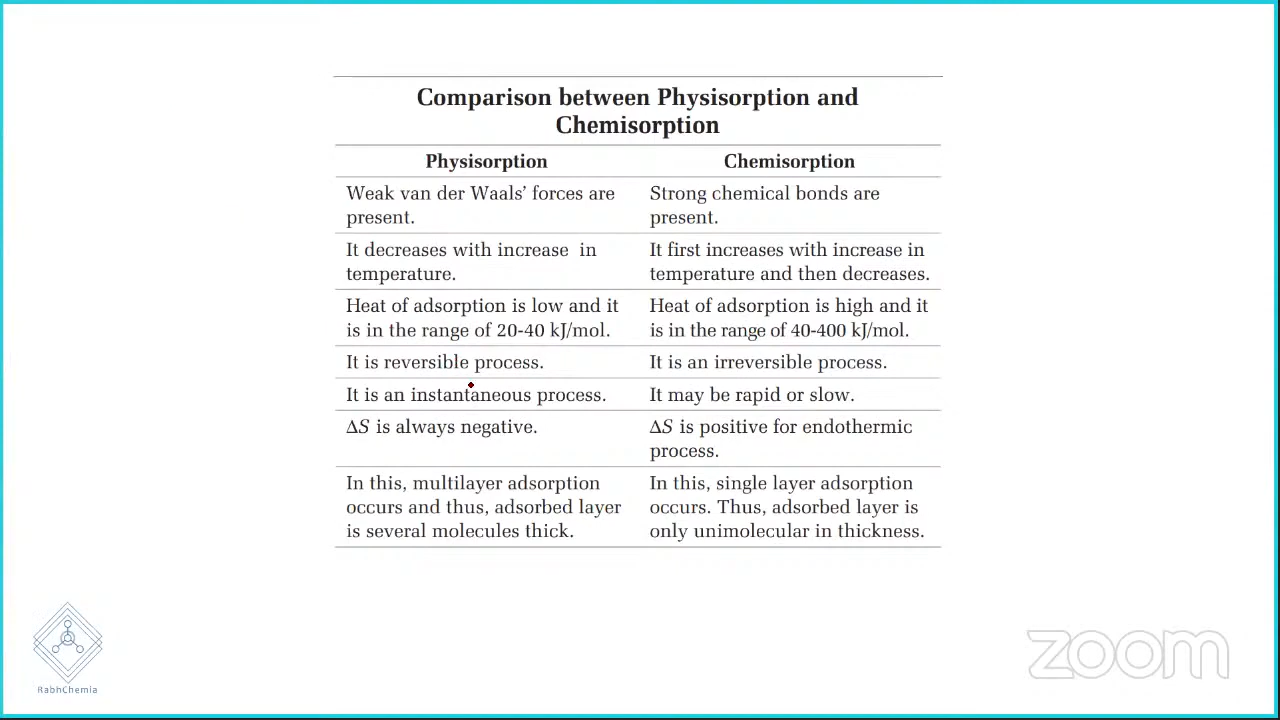 Comparison between Physisorption and
Chemisorption
Physisorption
Chemisorption
Weak van der Waals’ forces are
present.
Strong chemical bonds are
present.
It decreases with increase in
temperature.
It first increases with increase in
temperature and then decreases.
Heat of adsorption is low and it
is in the range of 20-40 kJ/mol.
Heat of adsorption is high and it
is in the range of 40-400 kJ/mol.
It is reversible process.
It is an irreversible process.
It is an instantaneous process.
It may be rapid or slow.
ΔS is always negative.
ΔS is positive for endothermic
process.
In this, multilayer adsorption
occurs and thus, adsorbed layer
is several molecules thick.
In this, single layer adsorption
occurs. Thus, adsorbed layer is
only unimolecular in thickness.
RabhChemia
zoom